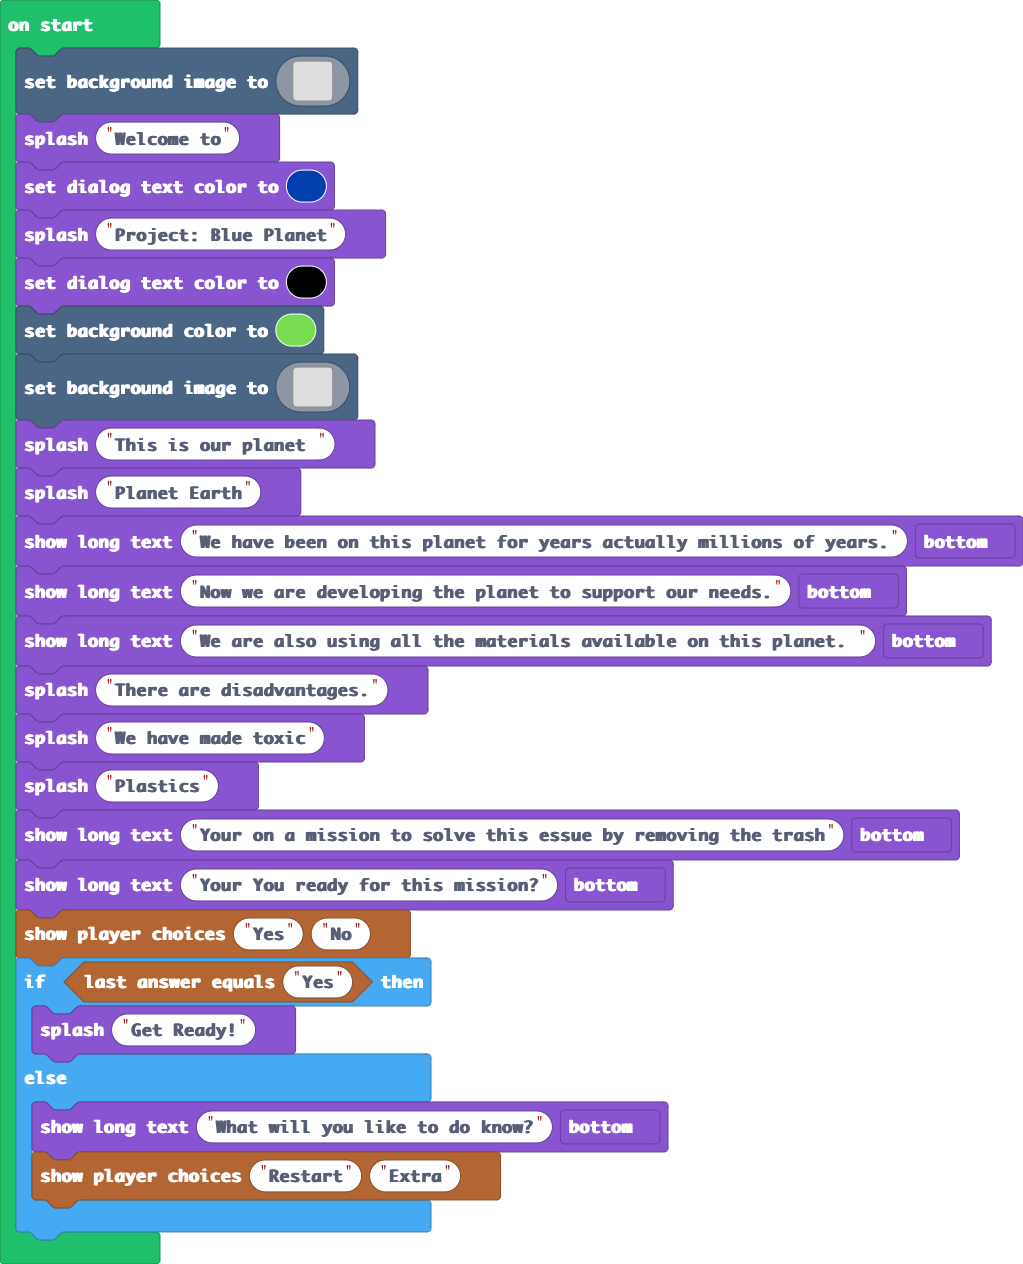 on start
set background image to
splash "Welcome to"
set dialog text color to
splash "Project: Blue Planet"
set dialog text color to
set background color to
set background image to
splash "This is our planet "
splash "Planet Earth"
show long text "We have been on this planet for years actually millions of years." bottom
show long text "Now we are developing the planet to support our needs." bottom
show long text "We are also using all the materials available on this planet. " bottom
splash "There are disadvantages."
splash "We have made toxic"
splash "Plastics"
show long text "Your on a mission to solve this essue by removing the trash" bottom
show long text "Your You ready for this mission?" bottom
show player choices "Yes" "No"
if last answer equals "Yes" then
splash "Get Ready!"
else
show long text "What will you like to do know?" bottom
show player choices "Restart" "Extra"